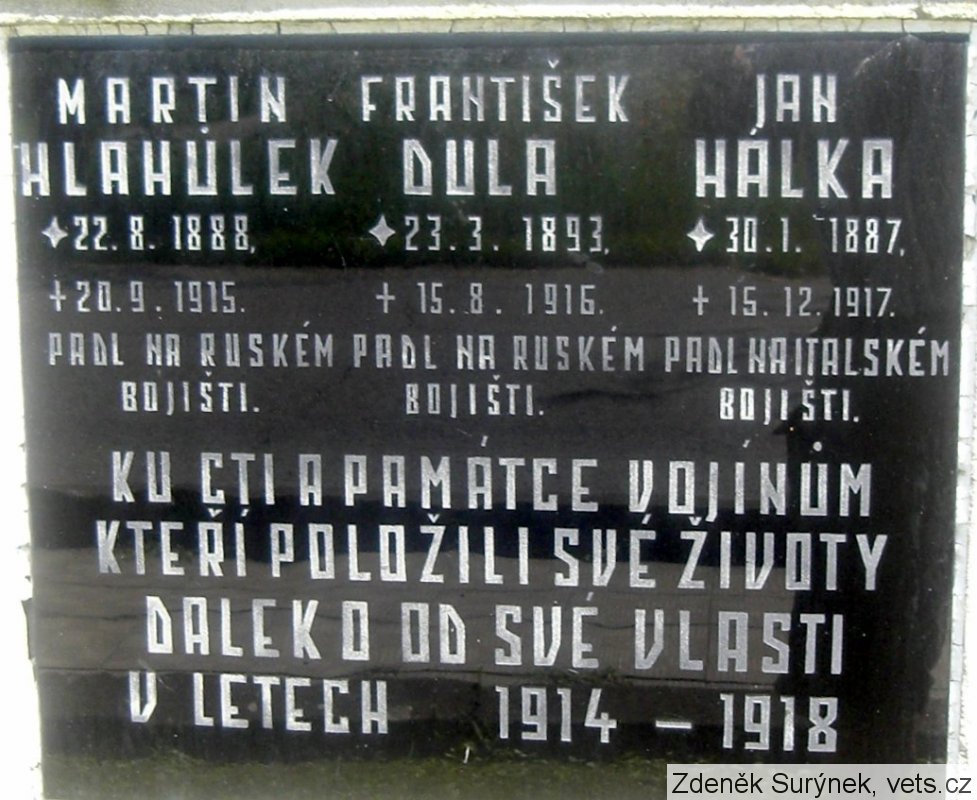 MARTIN
HLAHŮLEK
✦22.8.1888,
+20.9.1915.
PADL NA RUSKÉM
BOJIŠTI.
FRANTIŠEK
DULA
✦23.3.1893,
+ 15.8.1916.
PADL NA RUSKÉM
BOJIŠTI.
JAN
HÁLKA
✦30.1.1887,
+ 15.12.1917.
PADL NA ITALSKÉM
BOJIŠTI.
KU CTI A PAMÁTCE VOJÍNŮM
KTEŘÍ POLOŽILI SVÉ ŽIVOTY
DALEKO OD SVÉ VLASTI
V LETECH 1914 – 1918
Zdeněk Surýnek, vets.cz